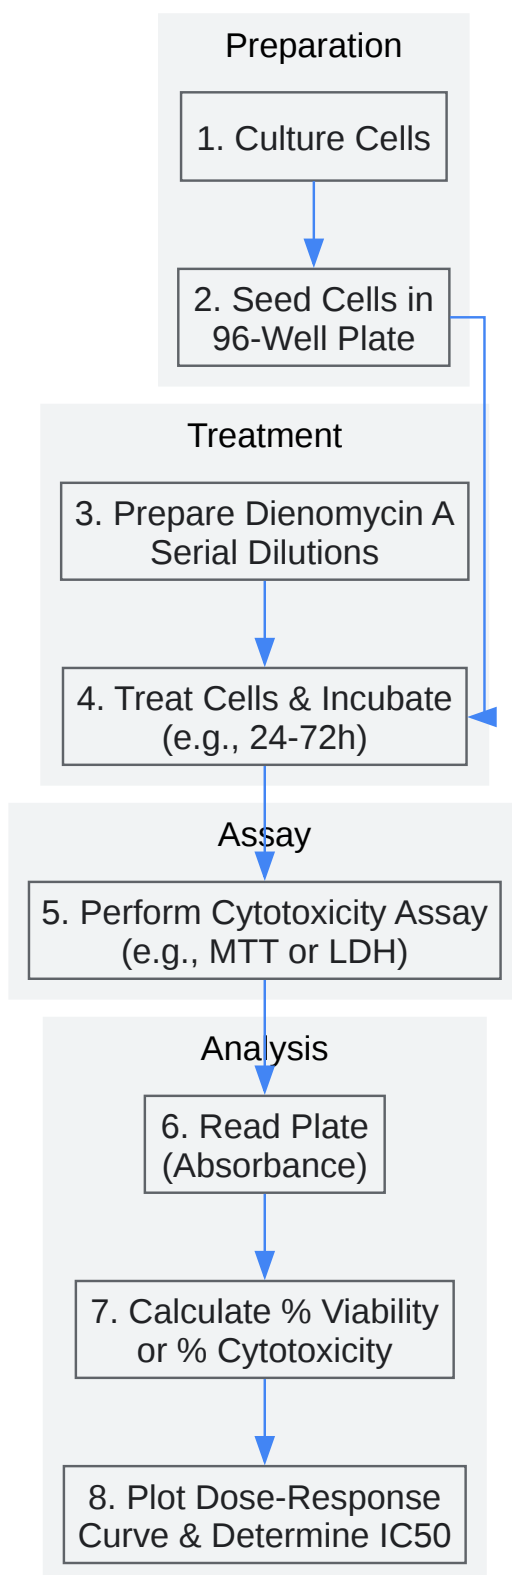 Preparation
1. Culture Cells
2. Seed Cells in
96-Well Plate
Treatment
3. Prepare Dienomycin A
Serial Dilutions
4. Treat Cells & Incubate
(e.g., 24-72h)
Assay
5. Perform Cytotoxicity Assay
(e.g., MTT or LDH)
Analysis
6. Read Plate
(Absorbance)
7. Calculate % Viability
or % Cytotoxicity
8. Plot Dose-Response
Curve & Determine IC50